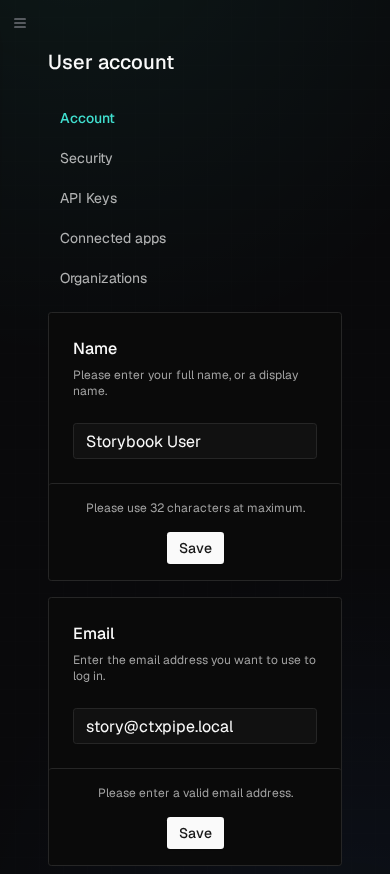 User account
Account
Security
API Keys
Connected apps
Organizations
Name
Please enter your full name, or a display
name.
Storybook User
Please use 32 characters at maximum.
Save
Email
Enter the email address you want to use to
log in.
story@ctxpipe.local
Please enter a valid email address.
Save